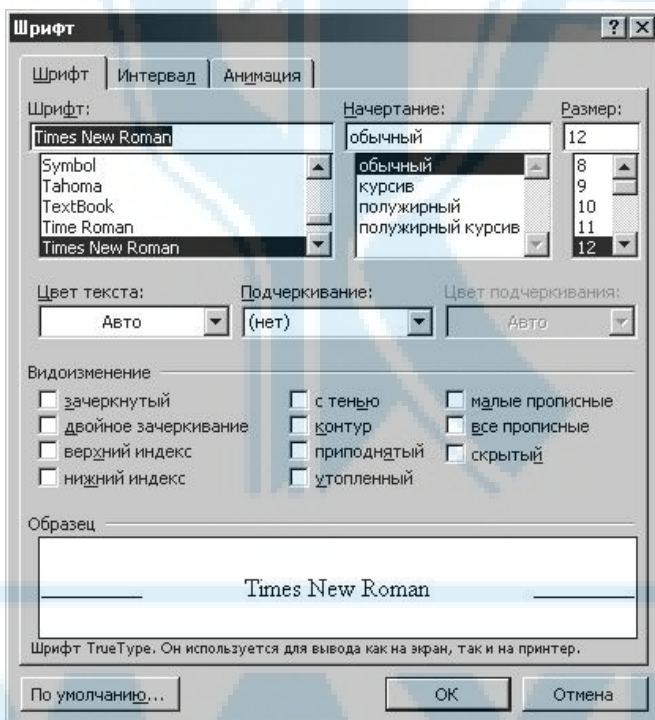 Шрифт
Шрифт Интервал Анимация
Шрифт: Начертание: Размер:
Times New Roman обычный 12
Symbol обычный 8
Tahoma курсив 9
TextBook полужирный 10
Time Roman полужирный курсив 11
Times New Roman 12
Цвет текста: Подчеркивание: Цвет подчеркивания:
Авто (нет) Авто
Видоизменение
зачеркнутый с тенью малые прописные
двойное зачеркивание контур все прописные
верхний индекс приподнятый скрытый
нижний индекс утопленный
Образец
Times New Roman
Шрифт TrueType. Он используется для вывода как на экран, так и на принтер.
По умолчанию... ОК Отмена